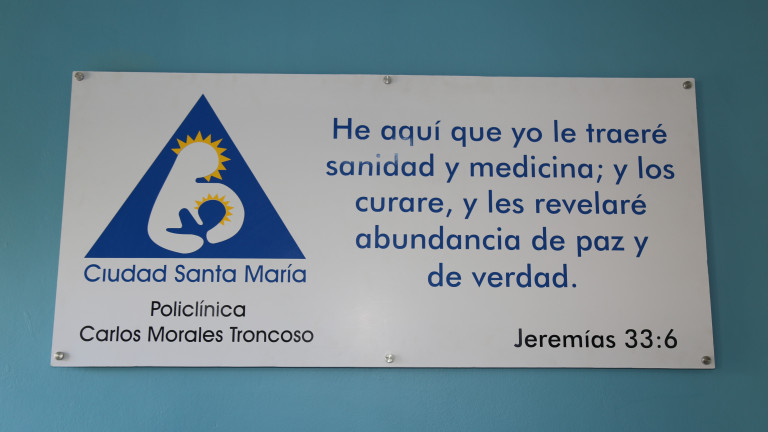 Ciudad Santa María
Policlínica
Carlos Morales Troncoso
He aquí que yo le traeré
sanidad y medicina; y los
curare, y les revelaré
abundancia de paz y
de verdad.
Jeremías 33:6